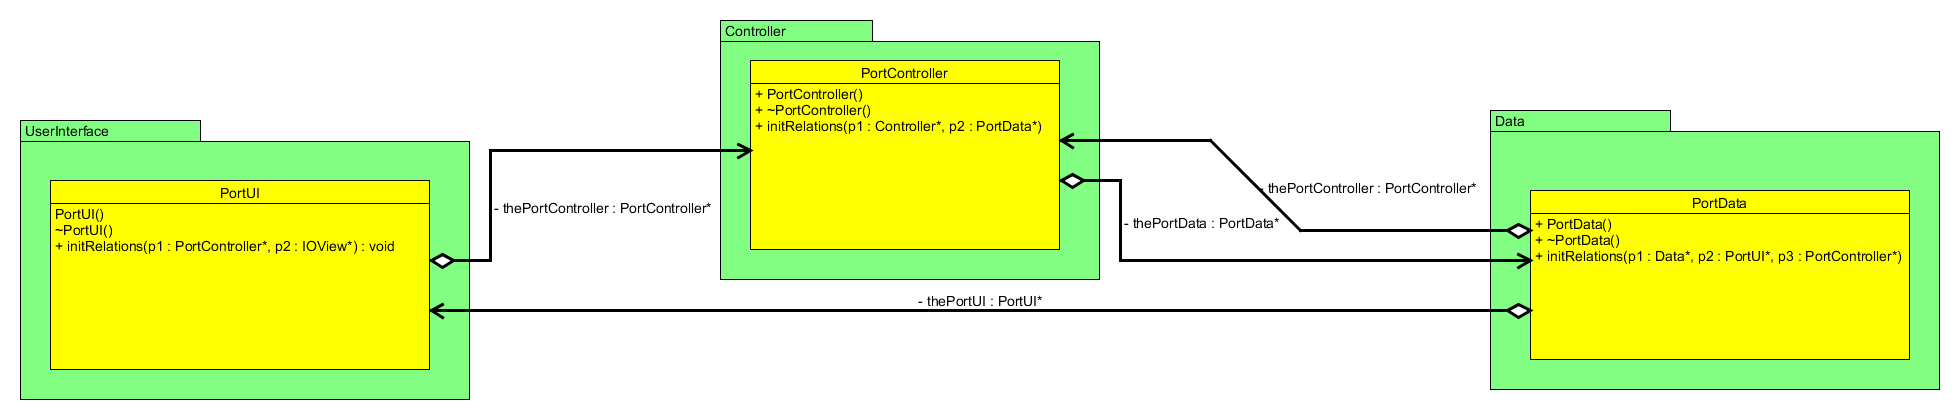 Controller
PortController
+ PortController()
+ ~PortController()
+ initRelations(p1 : Controller*, p2 : PortData*)
UserInterface
PortUI
PortUI()
~PortUI()
+ initRelations(p1 : PortController*, p2 : IOView*) : void
Data
PortData
+ PortData()
+ ~PortData()
+ initRelations(p1 : Data*, p2 : PortUI*, p3 : PortController*)
- thePortController : PortController*
- thePortController : PortController*
- thePortData : PortData*
- thePortUI : PortUI*